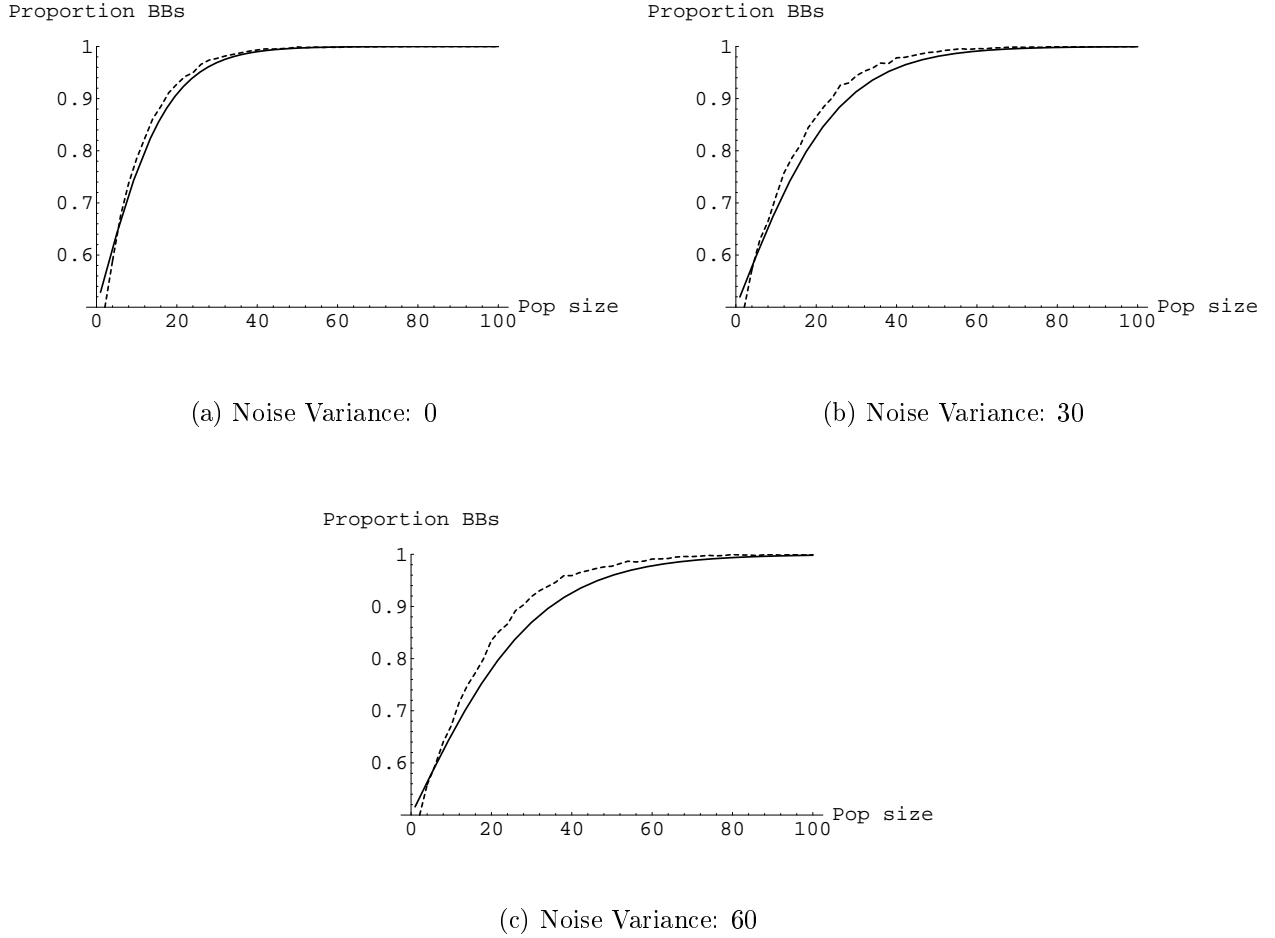 Proportion BBs
1
0.9
0.8
0.7
0.6
0 20 40 60 80 100
Pop size
(a) Noise Variance: 0
Proportion BBs
1
0.9
0.8
0.7
0.6
0 20 40 60 80 100
Pop size
(b) Noise Variance: 30
Proportion BBs
1
0.9
0.8
0.7
0.6
0 20 40 60 80 100
Pop size
(c) Noise Variance: 60